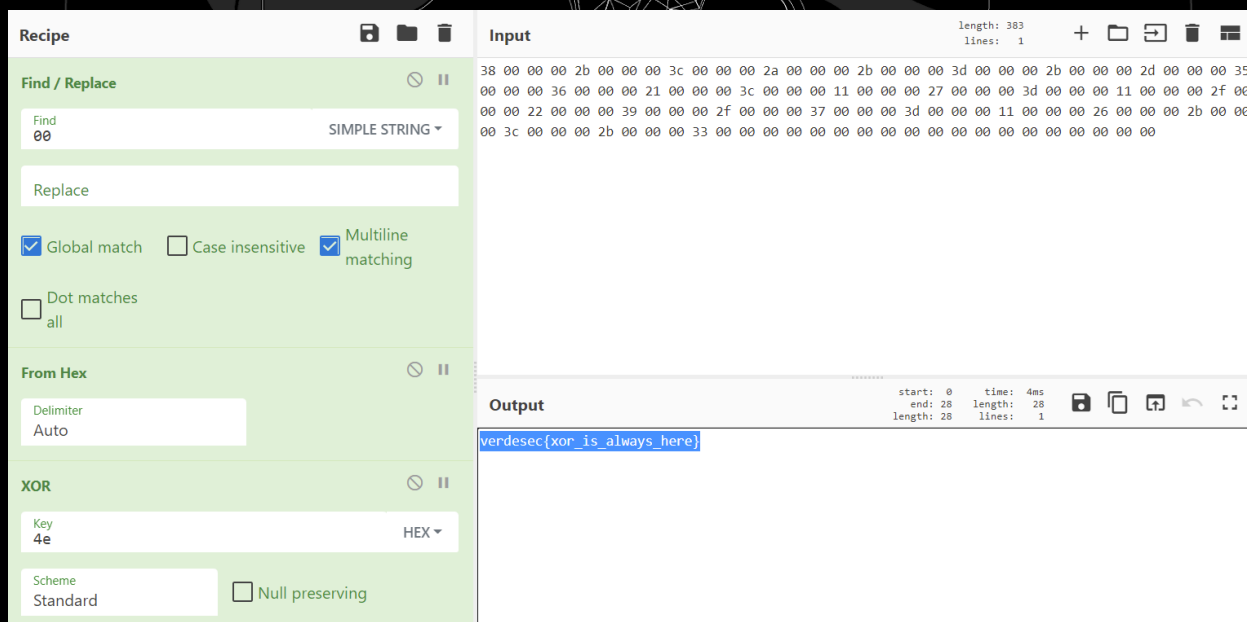 Recipe
Find / Replace
Find
00
SIMPLE STRING
Replace
Global match
Case insensitive
Multiline matching
Dot matches all
From Hex
Delimiter
Auto
XOR
Key
4e
HEX
Scheme
Standard
Null preserving
Input
length: 383
lines: 1
38 00 00 00 2b 00 00 00 3c 00 00 00 2a 00 00 00 2b 00 00 00 3d 00 00 00 2b 00 00 00 2d 00 00 00 35
00 00 00 36 00 00 00 21 00 00 00 3c 00 00 00 11 00 00 00 27 00 00 00 3d 00 00 00 11 00 00 00 2f 00
00 00 22 00 00 00 39 00 00 00 2f 00 00 00 37 00 00 00 3d 00 00 00 11 00 00 00 26 00 00 00 2b 00 00
00 3c 00 00 00 2b 00 00 00 33 00 00 00 00 00 00 00 00 00 00 00 00 00 00 00 00 00 00 00
Output
start: 0
end: 28
length: 28
time: 4ms
length: 28
lines: 1
verdesec{xor_is_always_here}